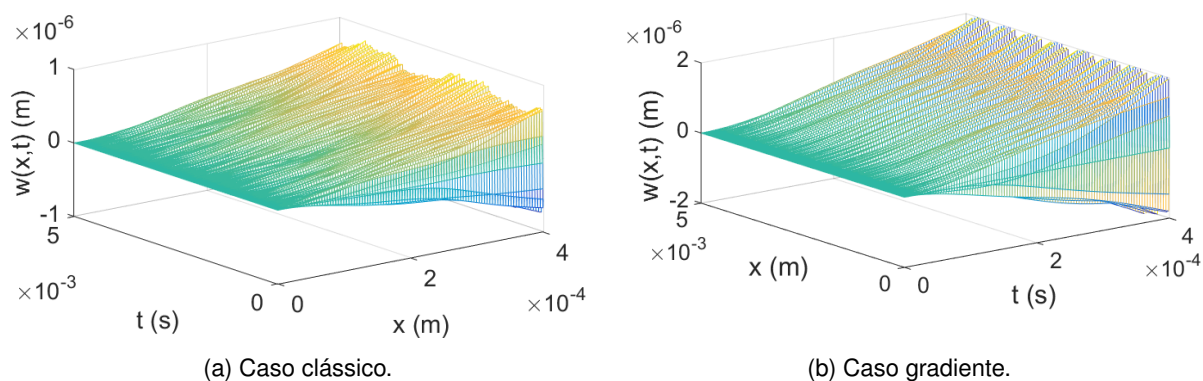 ×10⁻⁶
1
0
-1
w(x,t) (m)
5
0
×10⁻³
t (s)
0
2
4
×10⁻⁴
x (m)
(a) Caso clássico.
×10⁻⁶
2
0
-2
w(x,t) (m)
5
0
×10⁻³
x (m)
0
2
4
×10⁻⁴
t (s)
(b) Caso gradiente.